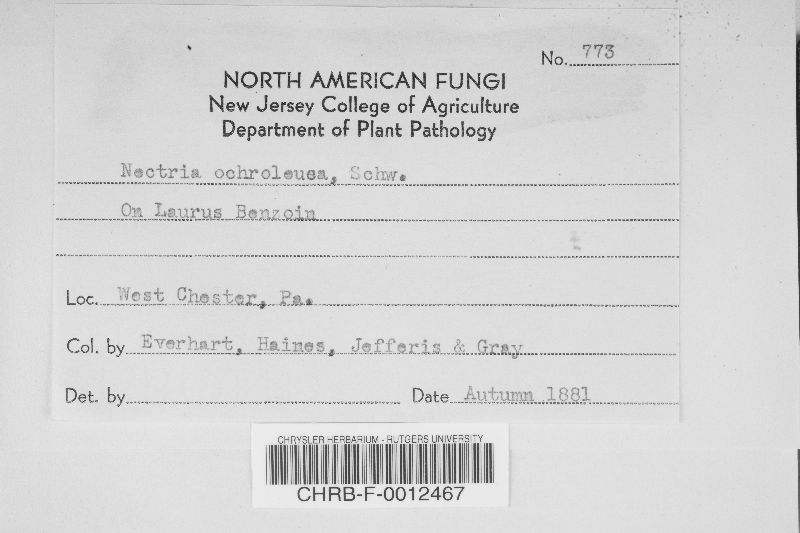 No. 773
NORTH AMERICAN FUNGI
New Jersey College of Agriculture
Department of Plant Pathology
Nectria ochroleusa, Schw.
On Laurus Benzoin
Loc. West Chester, Pa.
Col. by Everhart, Haines, Jefferis & Gray
Det. by
Date Autumn 1881
CHRYSLER HERBARIUM - RUTGERS UNIVERSITY
CHRB-F-0012467